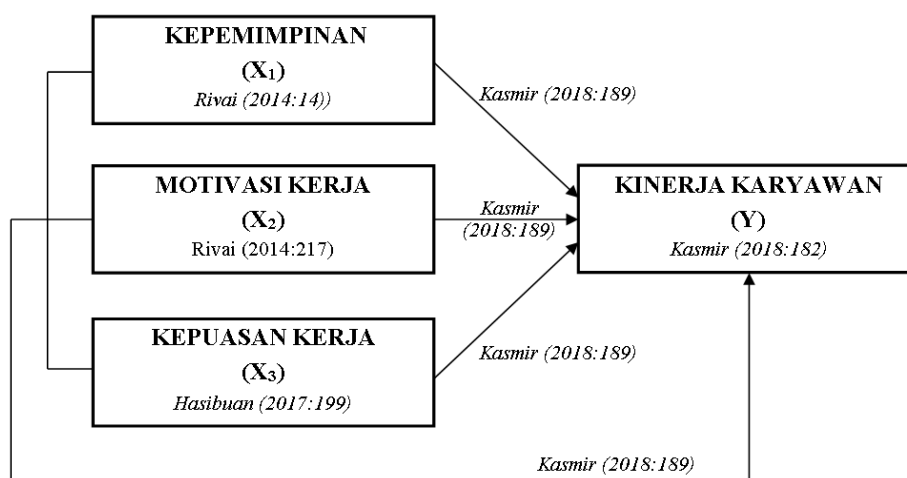 KEPEMIMPINAN
(X₁)
Rivai (2014:14))
Kasmir (2018:189)
MOTIVASI KERJA
(X₂)
Rivai (2014:217)
Kasmir
(2018:189)
KINERJA KARYAWAN
(Y)
Kasmir (2018:182)
KEPUASAN KERJA
(X₃)
Hasibuan (2017:199)
Kasmir (2018:189)
Kasmir (2018:189)